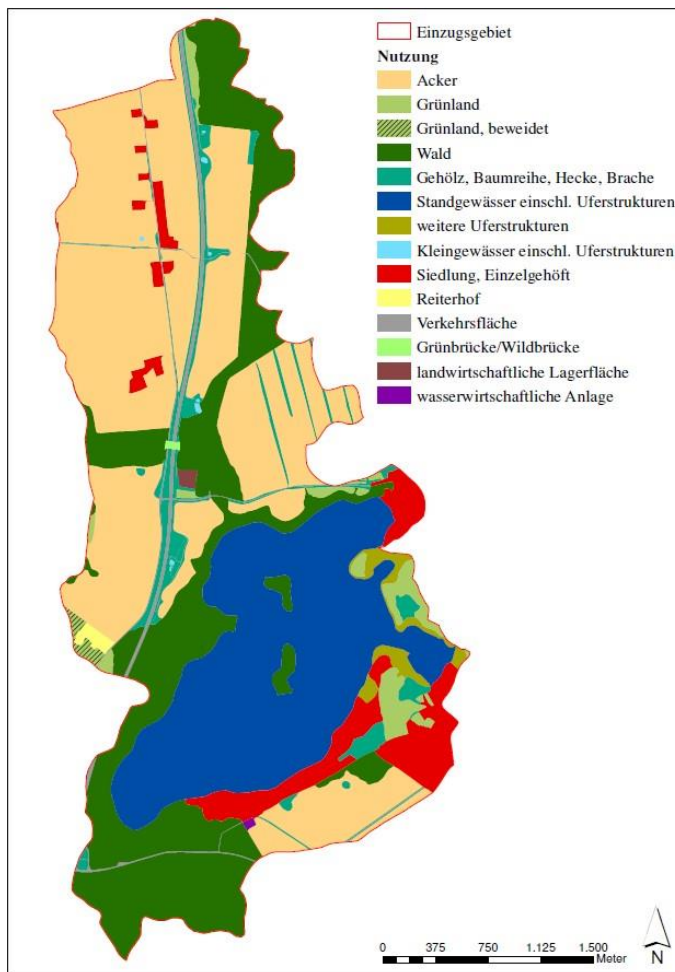 Einzugsgebiet
Nutzung
Acker
Grünland
Grünland, beweidet
Wald
Gehölz, Baumreihe, Hecke, Brache
Standgewässer einschl. Uferstrukturen
weitere Uferstrukturen
Kleingewässer einschl. Uferstrukturen
Siedlung, Einzelgehöft
Reiterhof
Verkehrsfläche
Grünbrücke/Wildbrücke
landwirtschaftliche Lagerfläche
wasserwirtschaftliche Anlage
0 375 750 1.125 1.500
Meter
N